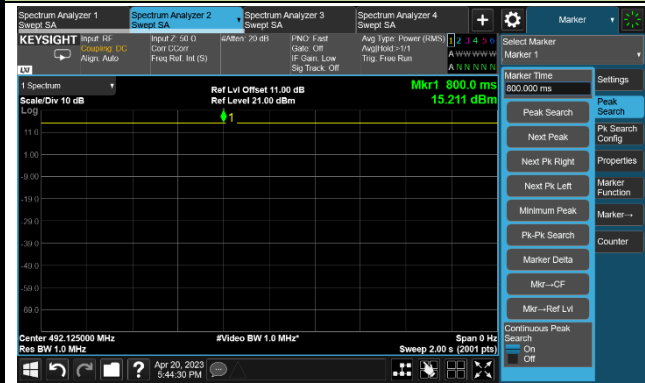 Spectrum Analyzer 1
Swept SA
Spectrum Analyzer 2
Swept SA
Spectrum Analyzer 3
Swept SA
Spectrum Analyzer 4
Swept SA
+
Marker
KEYSIGHT
Input: RF
Coupling: DC
Align: Auto
Input Z: 50 Ω
Corr CCorr
Freq Ref: Int (S)
#Atten: 20 dB
PNO: Fast
Gate: Off
IF Gain: Low
Sig Track: Off
Avg Type: Power (RMS)
Avg|Hold:>1/1
Trig: Free Run
1 2 3 4 5 6
A W W W W W
A N N N N N
LXI
Select Marker
Marker 1
1 Spectrum
Scale/Div 10 dB
Log
Ref Lvl Offset 11.00 dB
Ref Level 21.00 dBm
Mkr1 800.0 ms
15.211 dBm
1
11.0
1.00
-9.00
-19.0
-29.0
-39.0
-49.0
-59.0
-69.0
Center 492.125000 MHz
Res BW 1.0 MHz
#Video BW 1.0 MHz*
Span 0 Hz
Sweep 2.00 s (2001 pts)
Marker Time
800.000 ms
Peak Search
Next Peak
Next Pk Right
Next Pk Left
Minimum Peak
Pk-Pk Search
Marker Delta
Mkr→CF
Mkr→Ref Lvl
Continuous Peak
Search
On
Off
Settings
Peak
Search
Pk Search
Config
Properties
Marker
Function
Marker→
Counter
?
Apr 20, 2023
5:44:30 PM